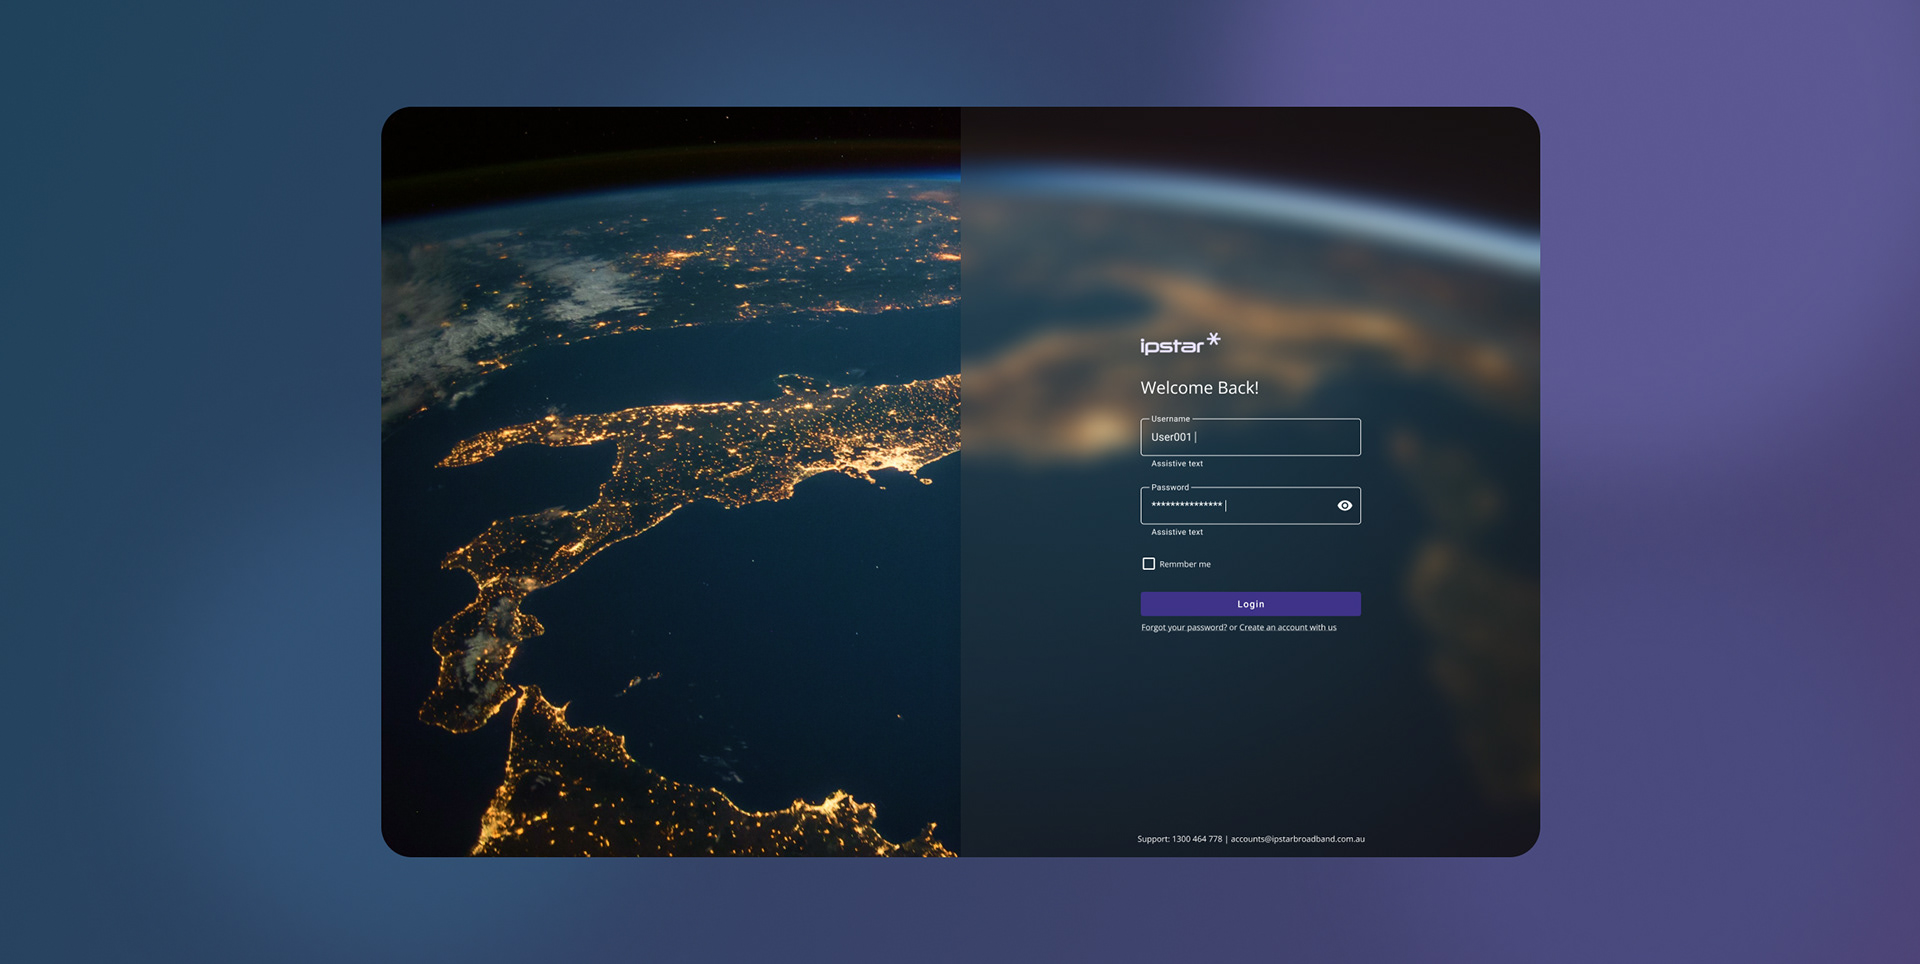 ipstar*
Welcome Back!
Username
User001 |
Assistive text
Password
*************** |
Assistive text
Remmber me
Login
Forgot your password? or Create an account with us
Support: 1300 464 778 | accounts@ipstarbroadband.com.au